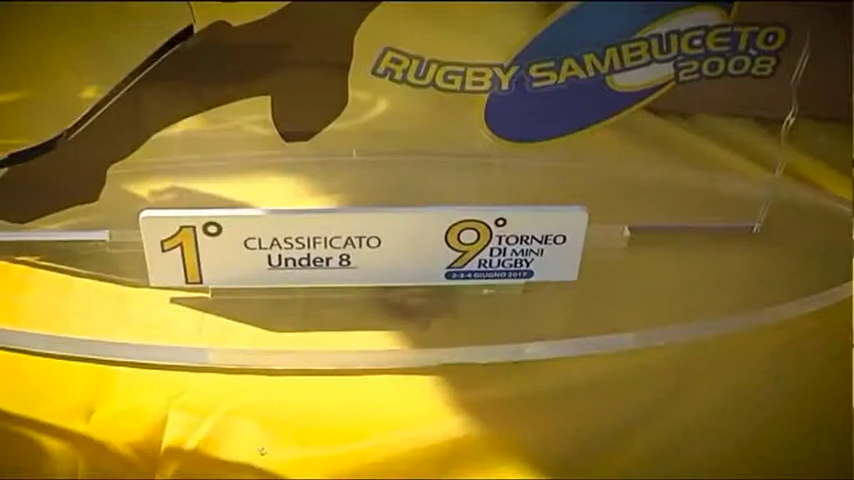 RUGBY SAMBUCETO
2008
1°
CLASSIFICATO
Under 8
9°
TORNEO
DI MINI
RUGBY
2-3-4 GIUGNO 2017